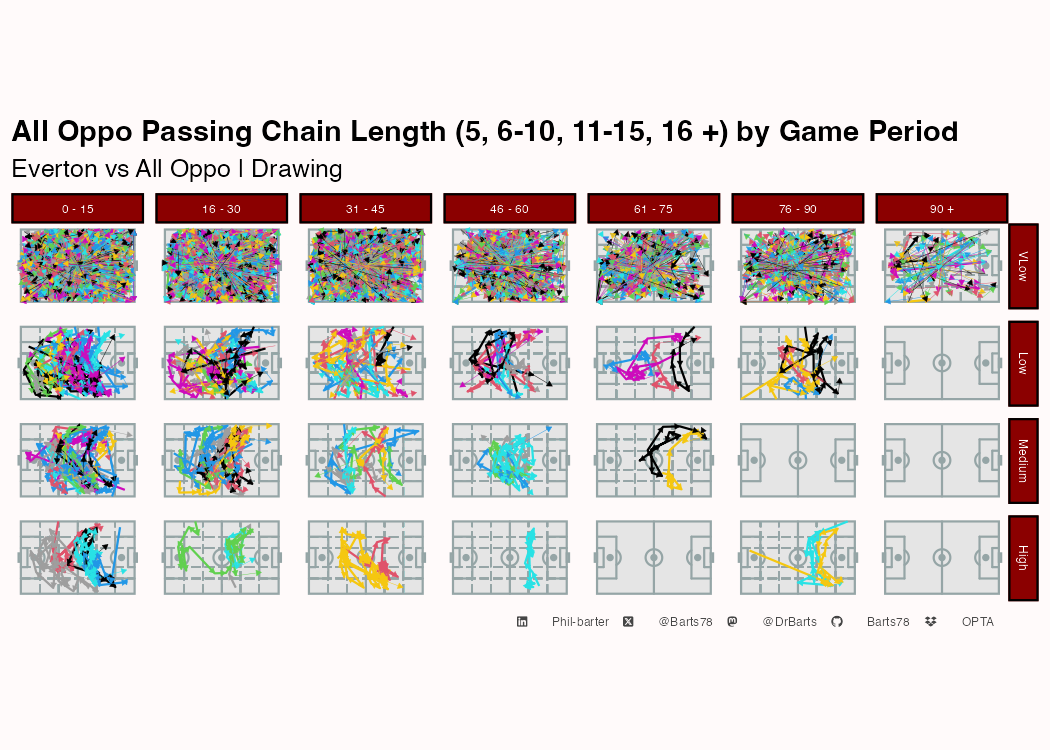 All Oppo Passing Chain Length (5, 6-10, 11-15, 16 +) by Game Period
Everton vs All Oppo | Drawing
0 - 15 16 - 30 31 - 45 46 - 60 61 - 75 76 - 90 90 +
VLow
Low
Medium
High
Phil-barter @Barts78 @DrBarts Barts78 OPTA